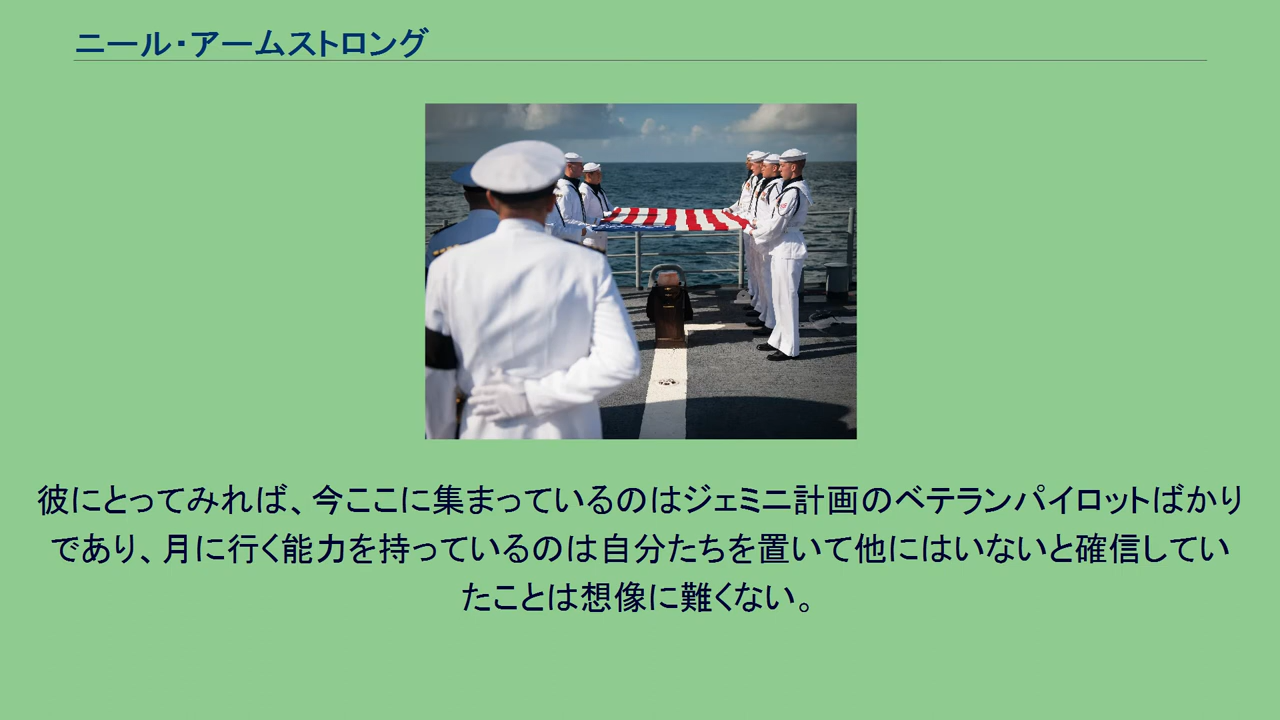 ニール・アームストロング
彼にとってみれば、今ここに集まっているのはジェミニ計画のベテランパイロットばかり
であり、月に行く能力を持っているのは自分たちを置いて他にはいないと確信してい
たことは想像に難くない。